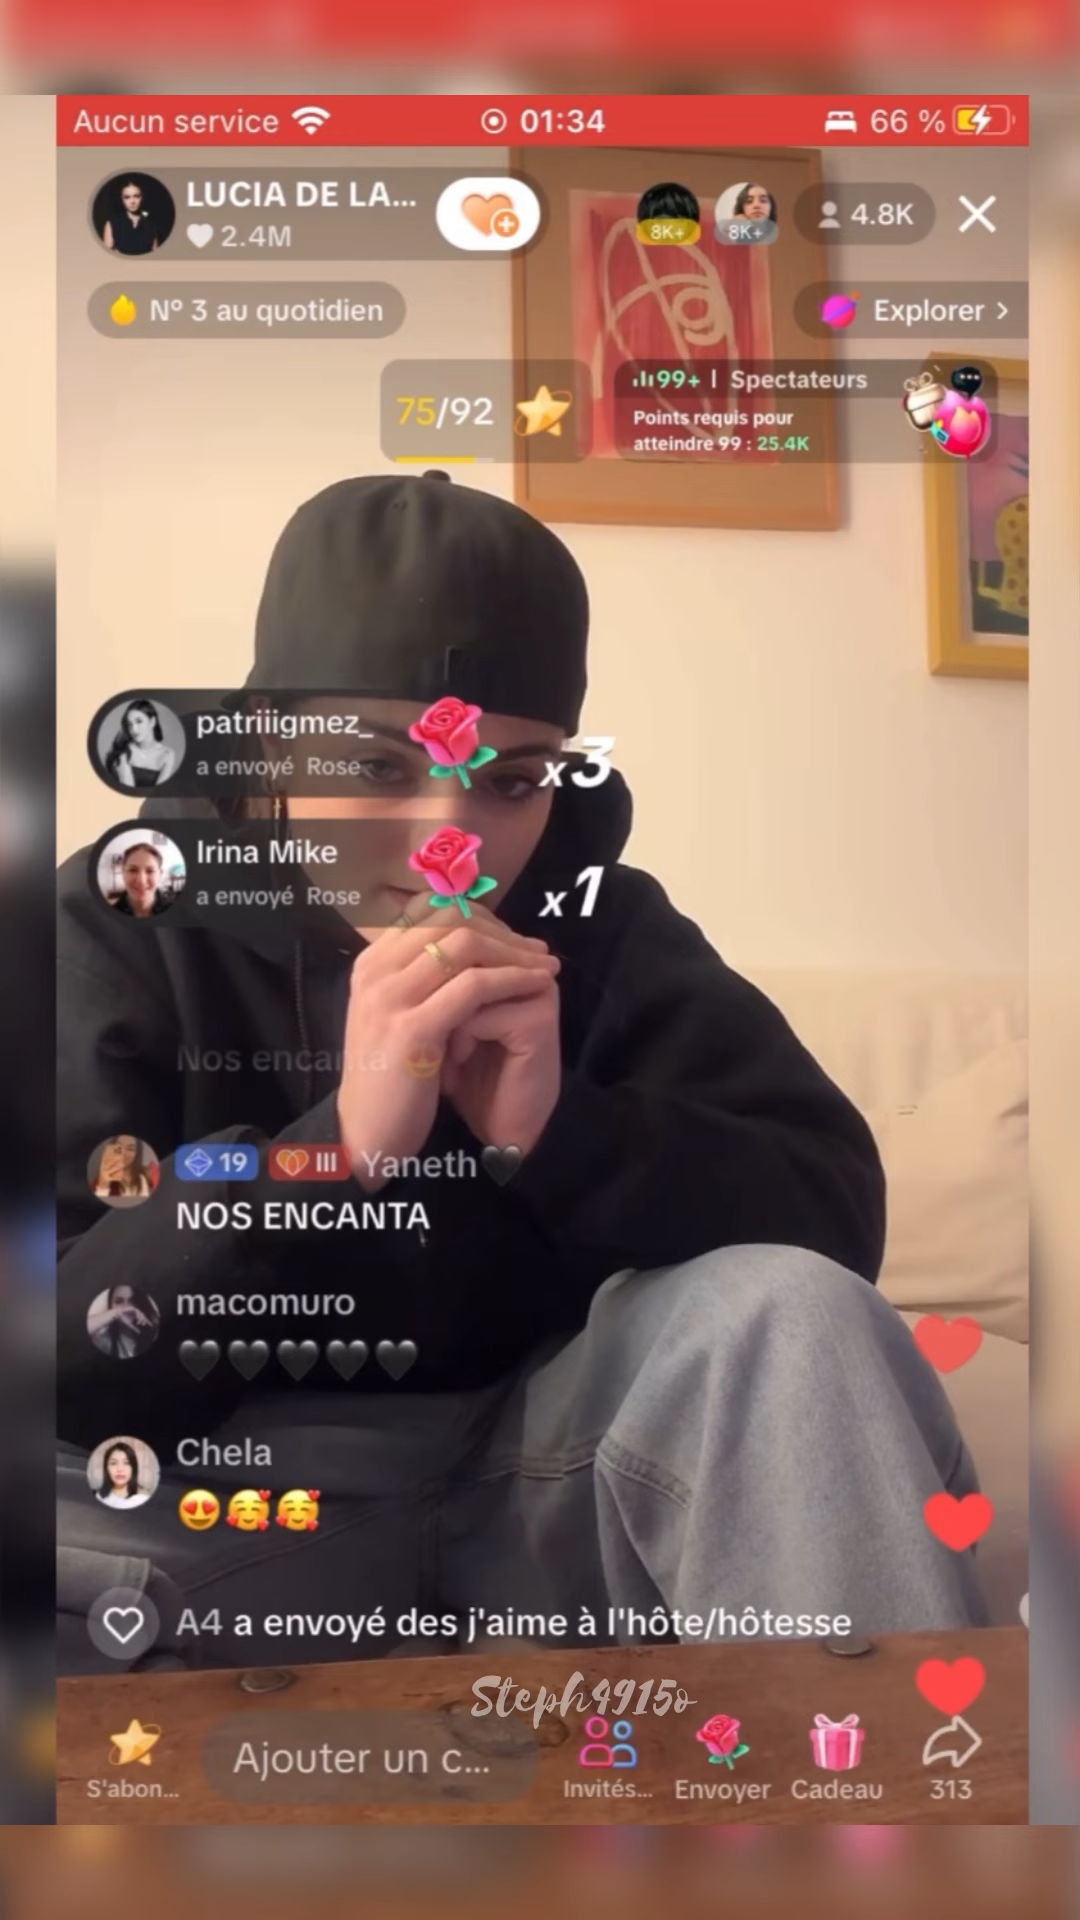 Aucun service 01:34 66 %
LUCIA DE LA...
2.4M
8K+ 8K+
4.8K
N° 3 au quotidien
Explorer >
75/92
99+ | Spectateurs
Points requis pour
atteindre 99 : 25.4K
patriiigmez_
a envoyé Rose
x3
Irina Mike
a envoyé Rose
x1
Nos encanta 😍
19 III Yaneth🖤
NOS ENCANTA
macomuro
🖤🖤🖤🖤🖤
Chela
😍🥰🥰
A4 a envoyé des j'aime à l'hôte/hôtesse
Steph4915o
S'abon...
Ajouter un c...
Invités...
Envoyer
Cadeau
313